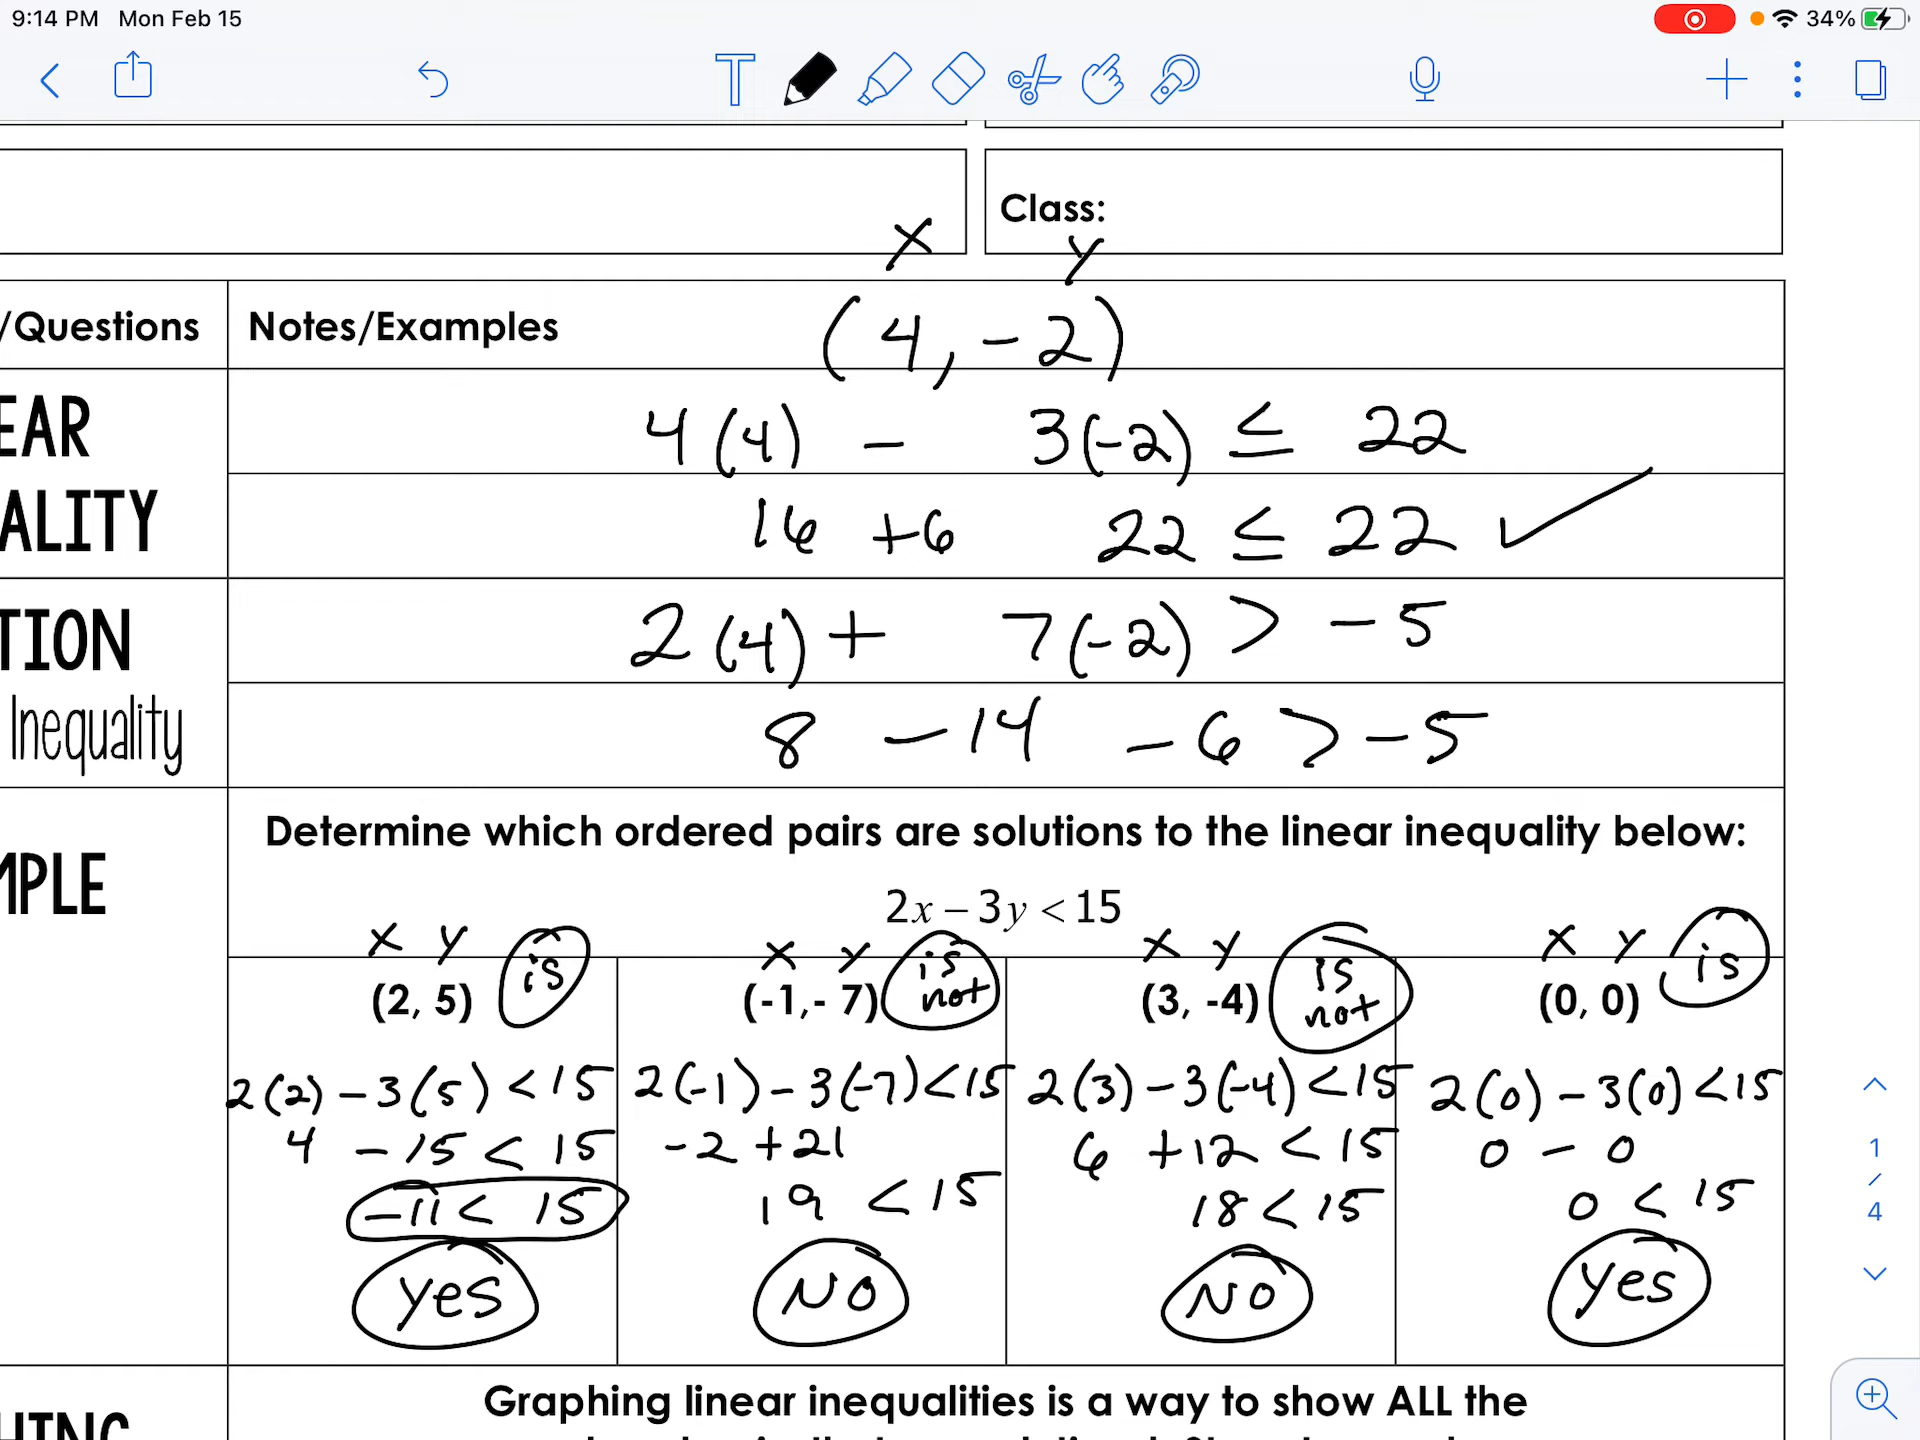 9:14 PM Mon Feb 15
34%
T
Class:
x y
/Questions Notes/Examples (4, -2)
EAR
4(4) - 3(-2) ≤ 22
ALITY
16 +6 22 ≤ 22 ✓
TION
2(4) + 7(-2) > -5
Inequality
8 -14 -6 > -5
Determine which ordered pairs are solutions to the linear inequality below:
MPLE
2x – 3y < 15
x y is x y is not x y is not x y is
(2, 5) (-1,- 7) (3, -4) (0, 0)
2(2) - 3(5) < 15 2(-1) - 3(-7) < 15 2(3) - 3(-4) < 15 2(0) - 3(0) < 15
4 - 15 < 15 -2 + 21 6 +12 < 15 0 - 0
-11 < 15 19 < 15 18 < 15 0 < 15
yes NO NO yes
1
/
4
Graphing linear inequalities is a way to show ALL the